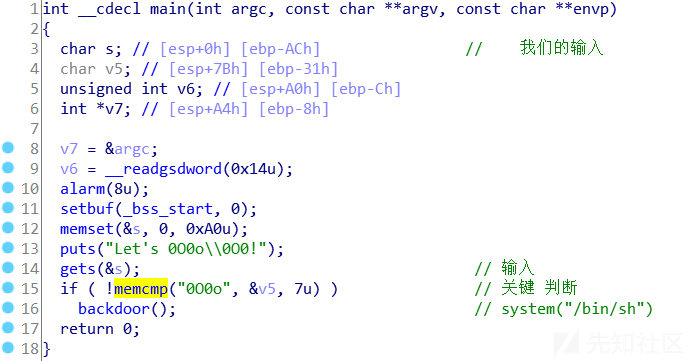 1 int __cdecl main(int argc, const char **argv, const char **envp)
2 {
3 char s; // [esp+0h] [ebp-ACh] // 我们的输入
4 char v5; // [esp+7Bh] [ebp-31h]
5 unsigned int v6; // [esp+A0h] [ebp-Ch]
6 int *v7; // [esp+A4h] [ebp-8h]
7
8 v7 = &argc;
9 v6 = __readgsdword(0x14u);
10 alarm(8u);
11 setbuf(_bss_start, 0);
12 memset(&s, 0, 0xA0u);
13 puts("Let's 0O0o\\0O0!");
14 gets(&s); // 输入
15 if ( !memcmp("0O0o", &v5, 7u) ) // 关键 判断
16 backdoor(); // system("/bin/sh")
17 return 0;
18 }
先知社区